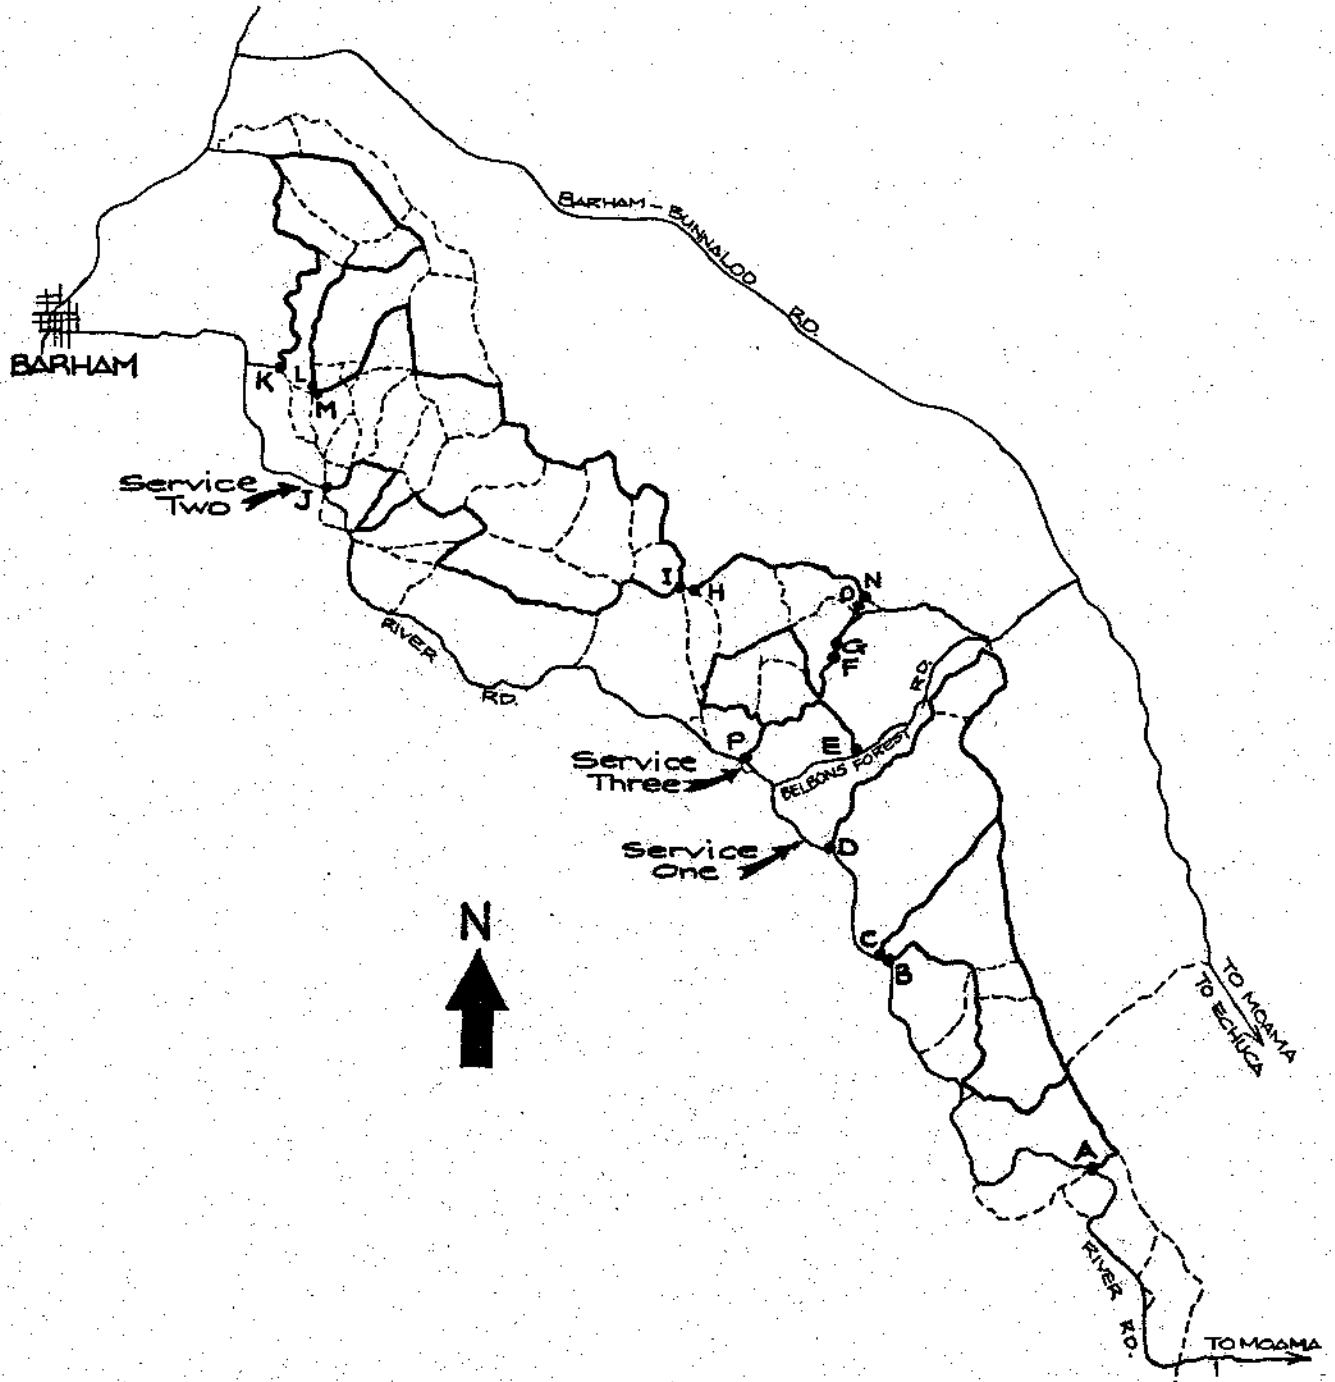 BARHAM –
BUNNALOO
RD.
BARHAM
K
L
M
Service
Two
J
I
H
O
N
G
F
RIVER
RD.
RD.
P
E
BELBONS FOREST
Service
Three
Service
One
D
N
C
B
TO MOAMA
TO ECHUCA
A
RIVER
RD.
TO MOAMA